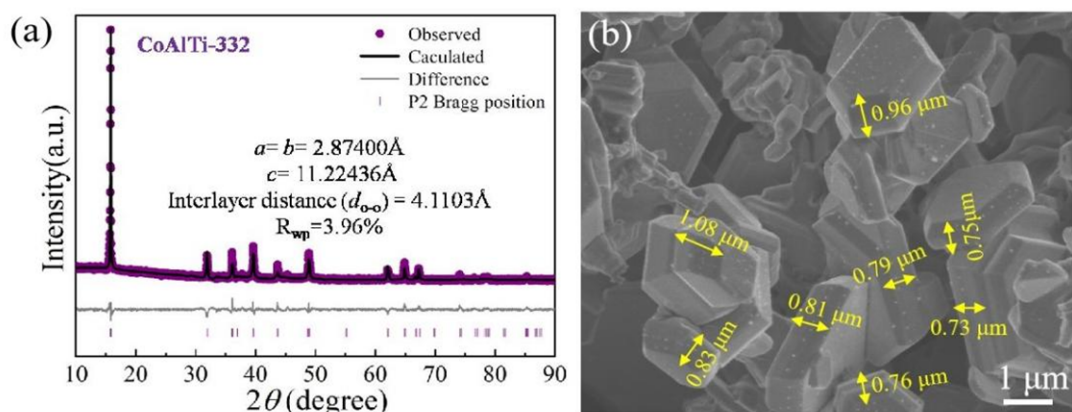 (a)
CoAlTi-332
Observed
Caculated
Difference
P2 Bragg position
a= b= 2.87400Å
c= 11.22436Å
Interlayer distance (do-o) = 4.1103Å
Rwp=3.96%
Intensity(a.u.)
10 20 30 40 50 60 70 80 90
2θ (degree)
(b)
0.96 μm
1.08 μm
0.75μm
0.79 μm
0.81 μm
0.73 μm
0.83 μm
0.76 μm
1 μm